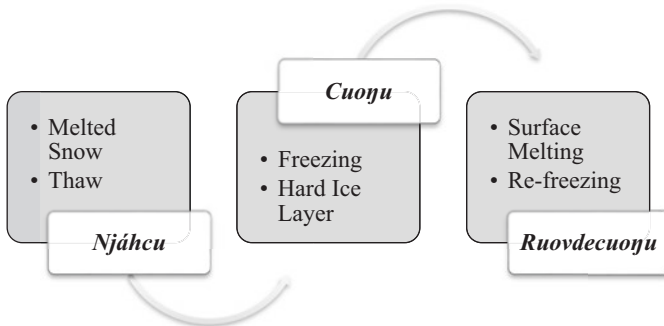 • Melted
Snow
• Thaw
Njáhcu
Cuoŋu
• Freezing
• Hard Ice
Layer
• Surface
Melting
• Re-freezing
Ruovdecuoŋu